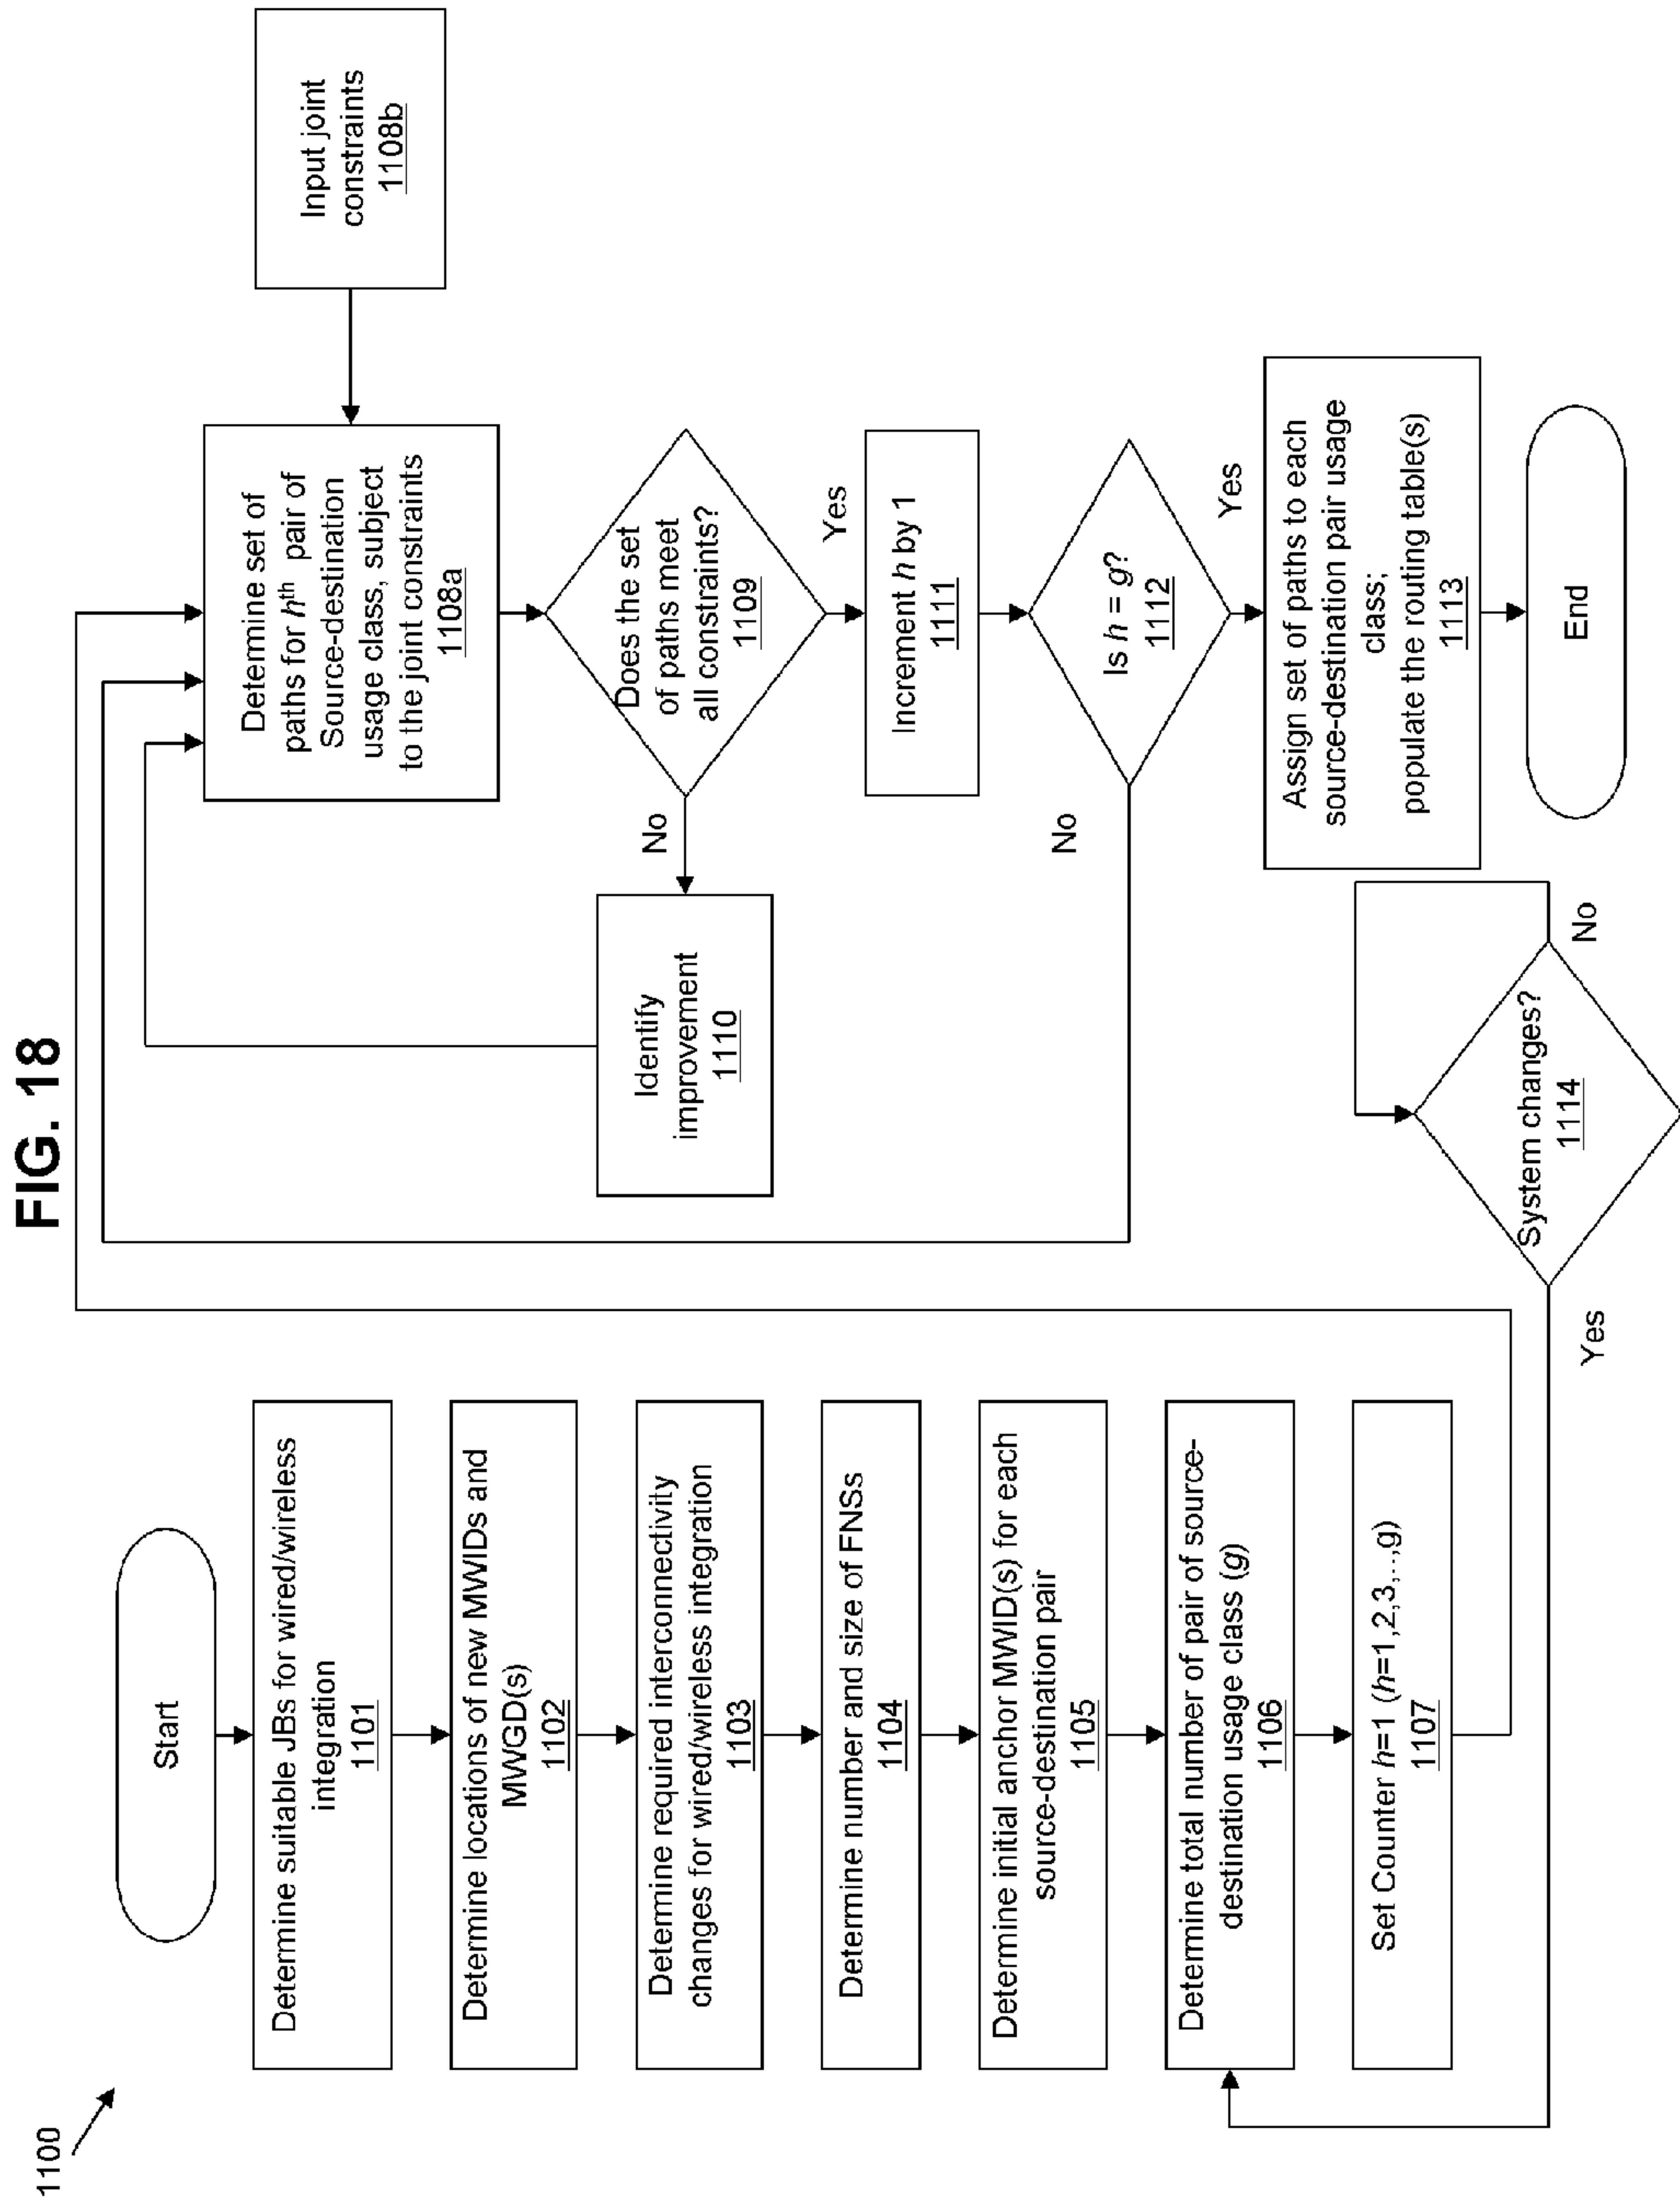 FIG. 18
1100
Start
Determine suitable JBs for wired/wireless
integration
1101
Determine locations of new MWIDs and
MWGD(s)
1102
Determine required interconnectivity
changes for wired/wireless integration
1103
Determine number and size of FNSs
1104
Determine initial anchor MWID(s) for each
source-destination pair
1105
Determine total number of pair of source-
destination usage class (g)
1106
Set Counter h=1 (h=1,2,3,...,g)
1107
Determine set of
paths for hth pair of
Source-destination
usage class, subject
to the joint constraints
1108a
Input joint
constraints
1108b
Does the set
of paths meet
all constraints?
1109
No
Yes
Identify
improvement
1110
Increment h by 1
1111
Is h = g?
1112
No
Yes
Assign set of paths to each
source-destination pair usage
class;
populate the routing table(s)
1113
End
System changes?
1114
Yes
No